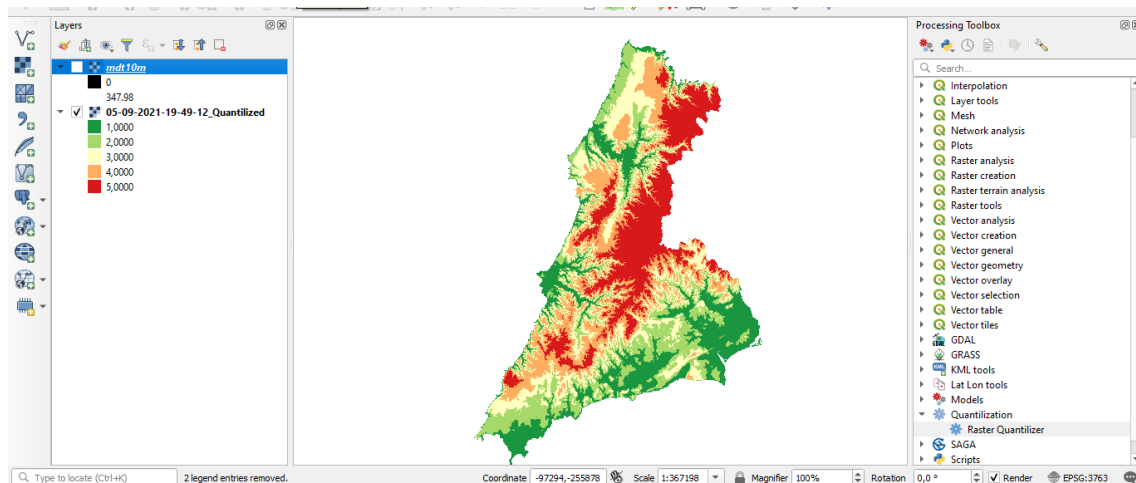 Layers
mdt10m
0
347.98
05-09-2021-19-49-12_Quantilized
1,0000
2,0000
3,0000
4,0000
5,0000
Processing Toolbox
Search...
Interpolation
Layer tools
Mesh
Network analysis
Plots
Raster analysis
Raster creation
Raster terrain analysis
Raster tools
Vector analysis
Vector creation
Vector general
Vector geometry
Vector overlay
Vector selection
Vector table
Vector tiles
GDAL
GRASS
KML tools
Lat Lon tools
Models
Quantilization
Raster Quantilizer
SAGA
Scripts
Type to locate (Ctrl+K) 2 legend entries removed. Coordinate -97294,-255878 Scale 1:367198 Magnifier 100% Rotation 0,0 ° Render EPSG:3763